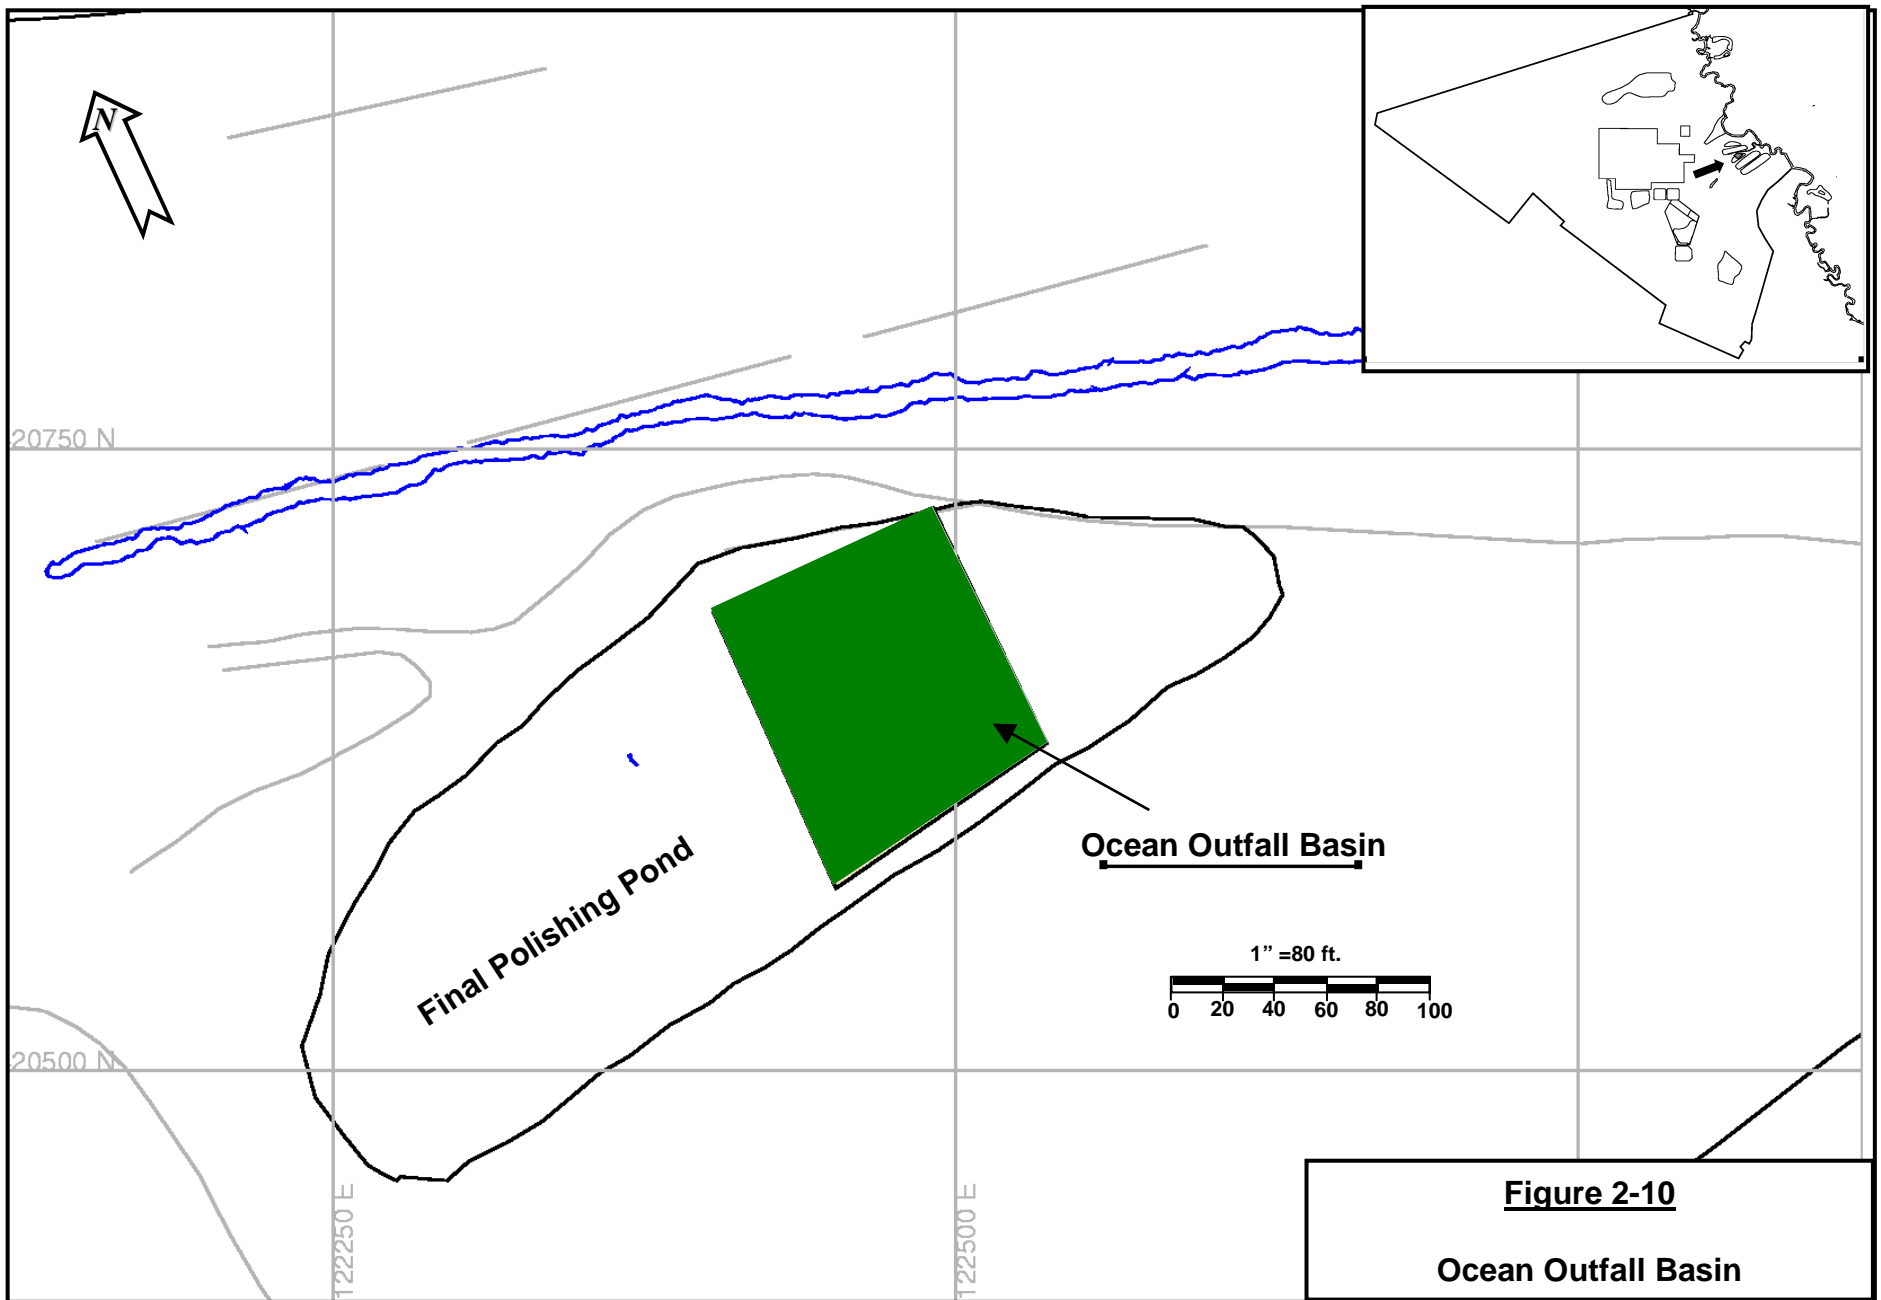 N
20750 N
Final Polishing Pond
Ocean Outfall Basin
1” =80 ft.
0 20 40 60 80 100
20500 N
122250 E
122500 E
Figure 2-10
Ocean Outfall Basin